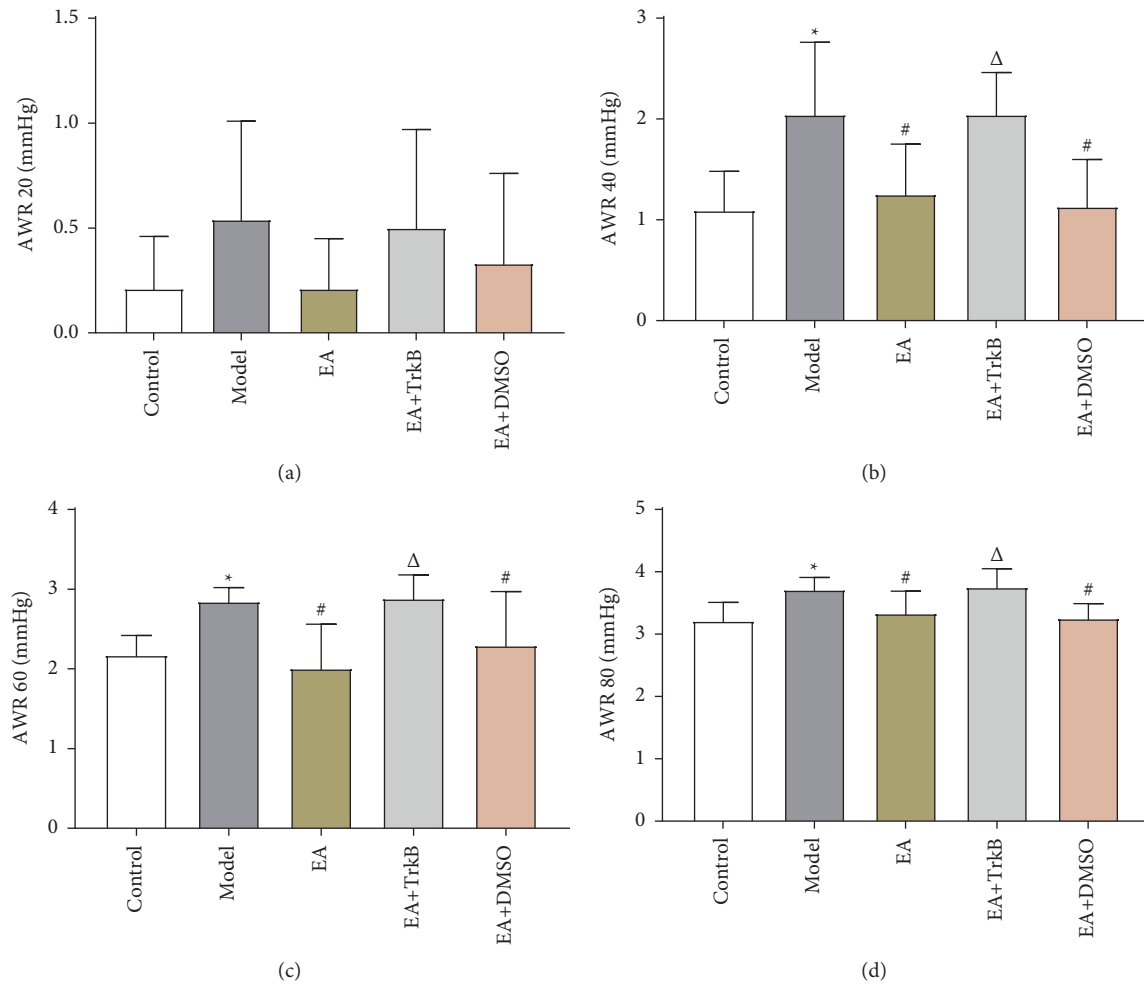 AWR 20 (mmHg)
1.5
1.0
0.5
0.0
Control
Model
EA
EA+TrkB
EA+DMSO
(a)
AWR 40 (mmHg)
3
2
1
0
*
#
Δ
#
Control
Model
EA
EA+TrkB
EA+DMSO
(b)
AWR 60 (mmHg)
4
3
2
1
0
*
#
Δ
#
Control
Model
EA
EA+TrkB
EA+DMSO
(c)
AWR 80 (mmHg)
5
4
3
2
1
0
*
#
Δ
#
Control
Model
EA
EA+TrkB
EA+DMSO
(d)